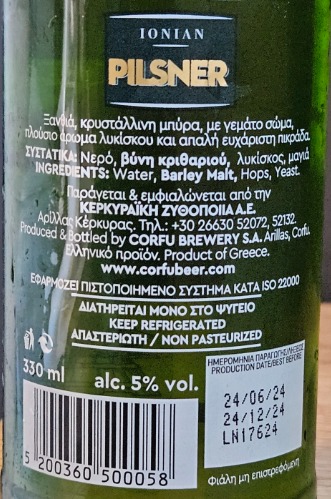 IONIAN
PILSNER
Ξανθιά, κρυστάλλινη μπύρα, με γεμάτο σώμα,
πλούσιο άρωμα λυκίσκου και απαλή ευχάριστη πικράδα.
ΣΥΣΤΑΤΙΚΑ: Νερό, βύνη κριθαριού, λυκίσκος, μαγιά
INGREDIENTS: Water, Barley Malt, Hops, Yeast.
Παράγεται & εμφιαλώνεται από την
ΚΕΡΚΥΡΑΪΚΗ ΖΥΘΟΠΟΙΙΑ Α.Ε.
Αρίλλας Κέρκυρας. Τηλ.: +30 26630 52072, 52132.
Produced & Bottled by CORFU BREWERY S.A. Arillas, Corfu.
Ελληνικό προϊόν. Product of Greece.
www.corfubeer.com
ΕΦΑΡΜΟΖΕΙ ΠΙΣΤΟΠΟΙΗΜΕΝΟ ΣΥΣΤΗΜΑ ΚΑΤΑ ISO 22000
ΔΙΑΤΗΡΕΙΤΑΙ ΜΟΝΟ ΣΤΟ ΨΥΓΕΙΟ
KEEP REFRIGERATED
ΑΠΑΣΤΕΡΙΩΤΗ / NON PASTEURIZED
330 ml alc. 5% vol.
ΗΜΕΡΟΜΗΝΙΑ ΠΑΡΑΓΩΓΗΣ/ΛΗΞΕΩΣ
PRODUCTION DATE/BEST BEFORE
24/06/24
24/12/24
LN17624
5 200360 500058
Φιάλη μη επιστρεφόμενη